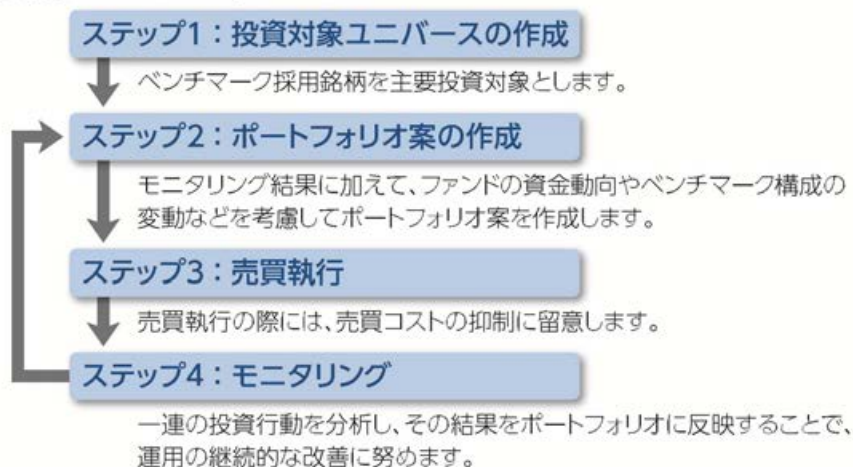 ステップ1：投資対象ユニバースの作成
ベンチマーク採用銘柄を主要投資対象とします。
ステップ2：ポートフォリオ案の作成
モニタリング結果に加えて、ファンドの資金動向やベンチマーク構成の
変動などを考慮してポートフォリオ案を作成します。
ステップ3：売買執行
売買執行の際には、売買コストの抑制に留意します。
ステップ4：モニタリング
一連の投資行動を分析し、その結果をポートフォリオに反映することで、
運用の継続的な改善に努めます。